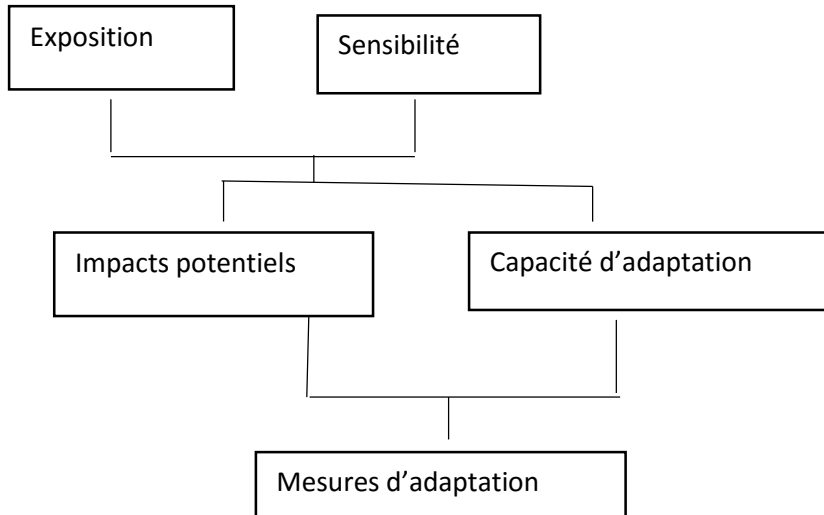 Exposition
Sensibilité
Impacts potentiels
Capacité d’adaptation
Mesures d’adaptation